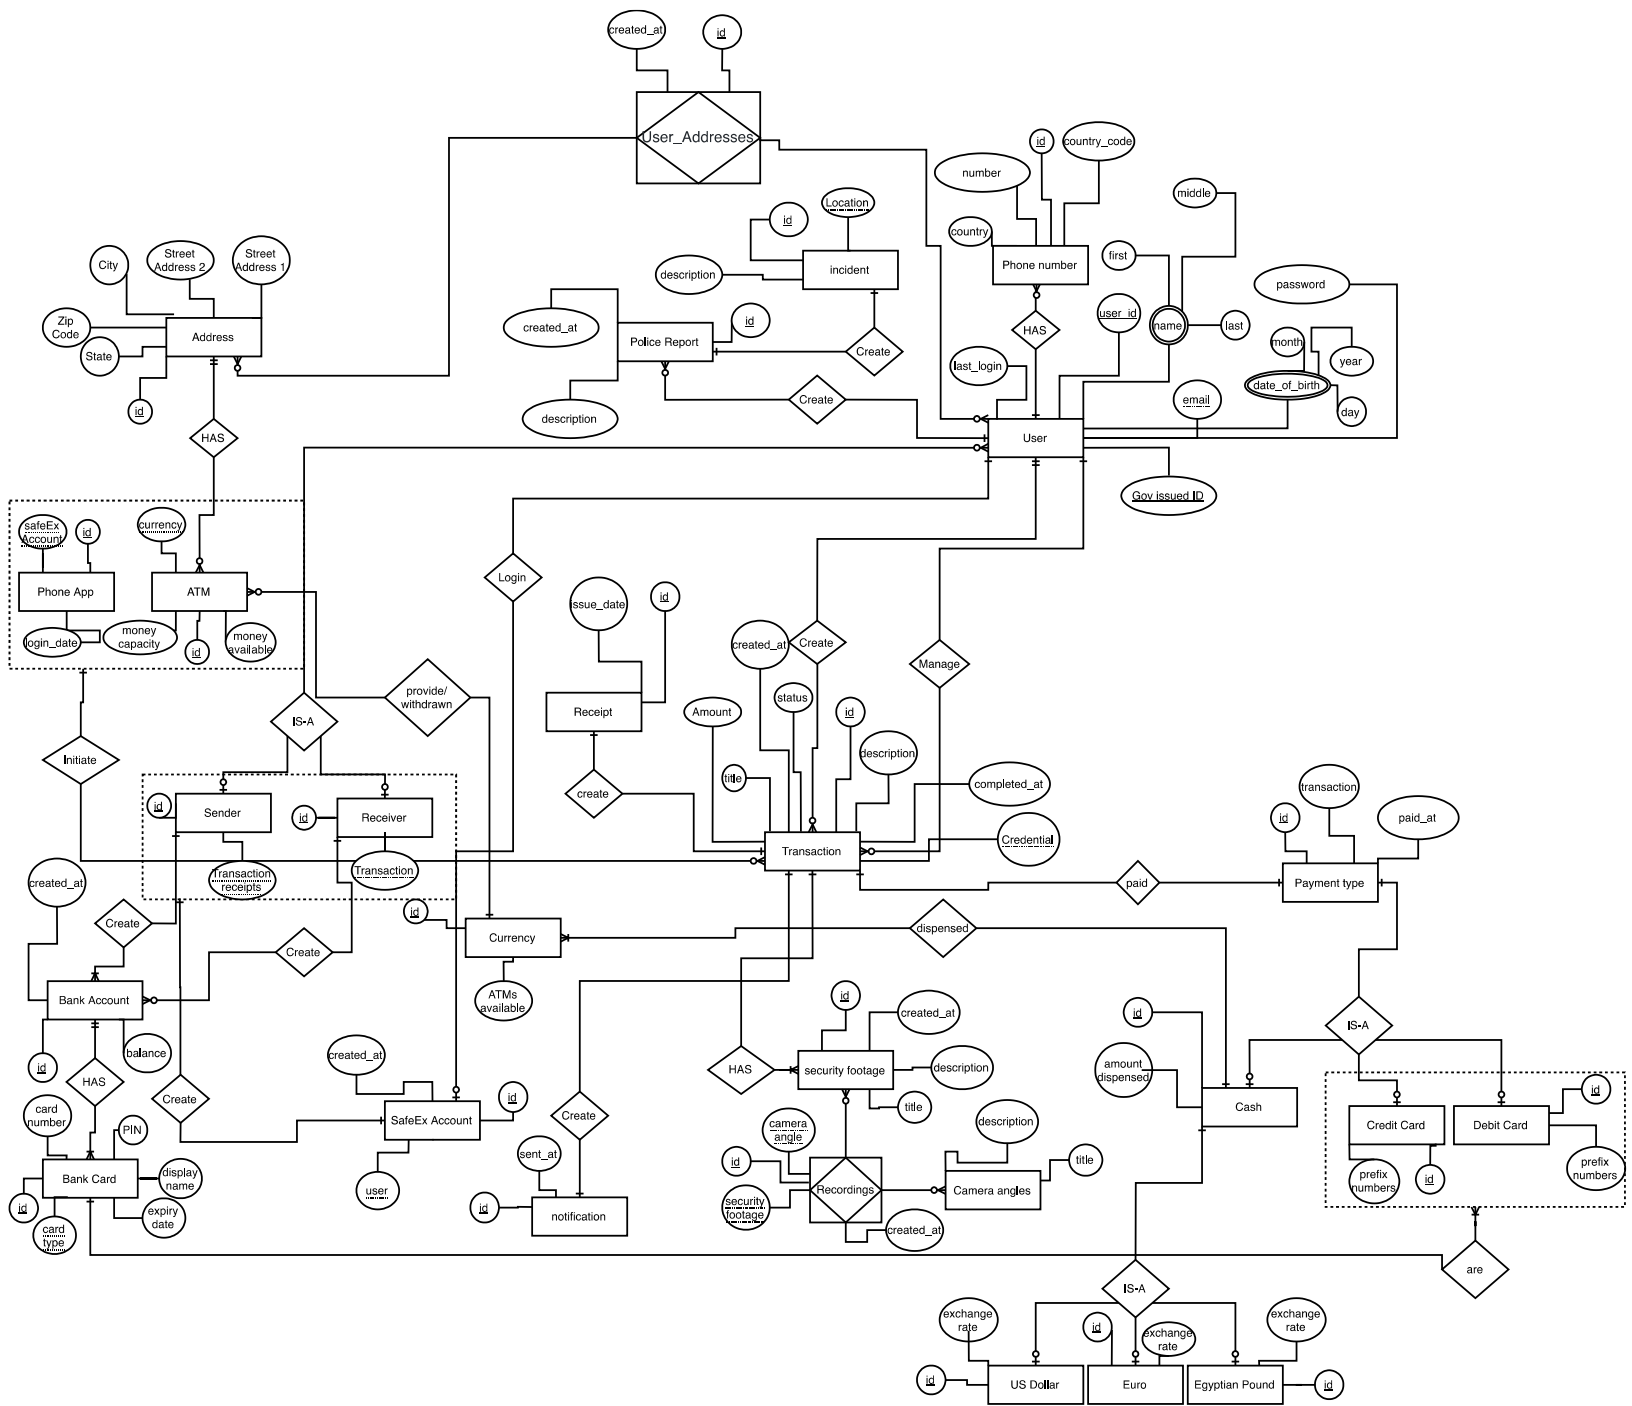 created_at
id
User_Addresses
id
country_code
number
middle
Location
id
country
first
Phone number
City
Street
Address 2
Street
Address 1
description
incident
password
Zip
Code
Address
created_at
id
user_id
name
last
State
Police Report
Create
HAS
month
year
last_login
date_of_birth
id
description
Create
email
day
HAS
User
Gov issued ID
safeEx
Account
id
currency
Phone App
ATM
Login
issue_date
id
login_date
money
capacity
id
money
available
created_at
Create
Manage
provide/
withdrawn
IS-A
Receipt
Amount
status
id
description
Initiate
title
completed_at
create
id
Sender
id
Receiver
transaction
id
paid_at
Transaction
Credential
Transaction
receipts
Transaction
created_at
paid
Payment type
id
Create
Create
Currency
dispensed
Bank Account
ATMs
available
id
created_at
id
IS-A
id
balance
created_at
HAS
Create
HAS
security footage
description
amount
dispensed
id
card
number
PIN
SafeEx Account
id
Create
title
Cash
Credit Card
Debit Card
camera
angle
description
sent_at
id
title
Bank Card
display
name
prefix
numbers
id
prefix
numbers
user
Recordings
Camera angles
id
expiry
date
id
notification
security
footage
card
type
created_at
are
IS-A
exchange
rate
id
exchange
rate
exchange
rate
id
US Dollar
Euro
Egyptian Pound
id